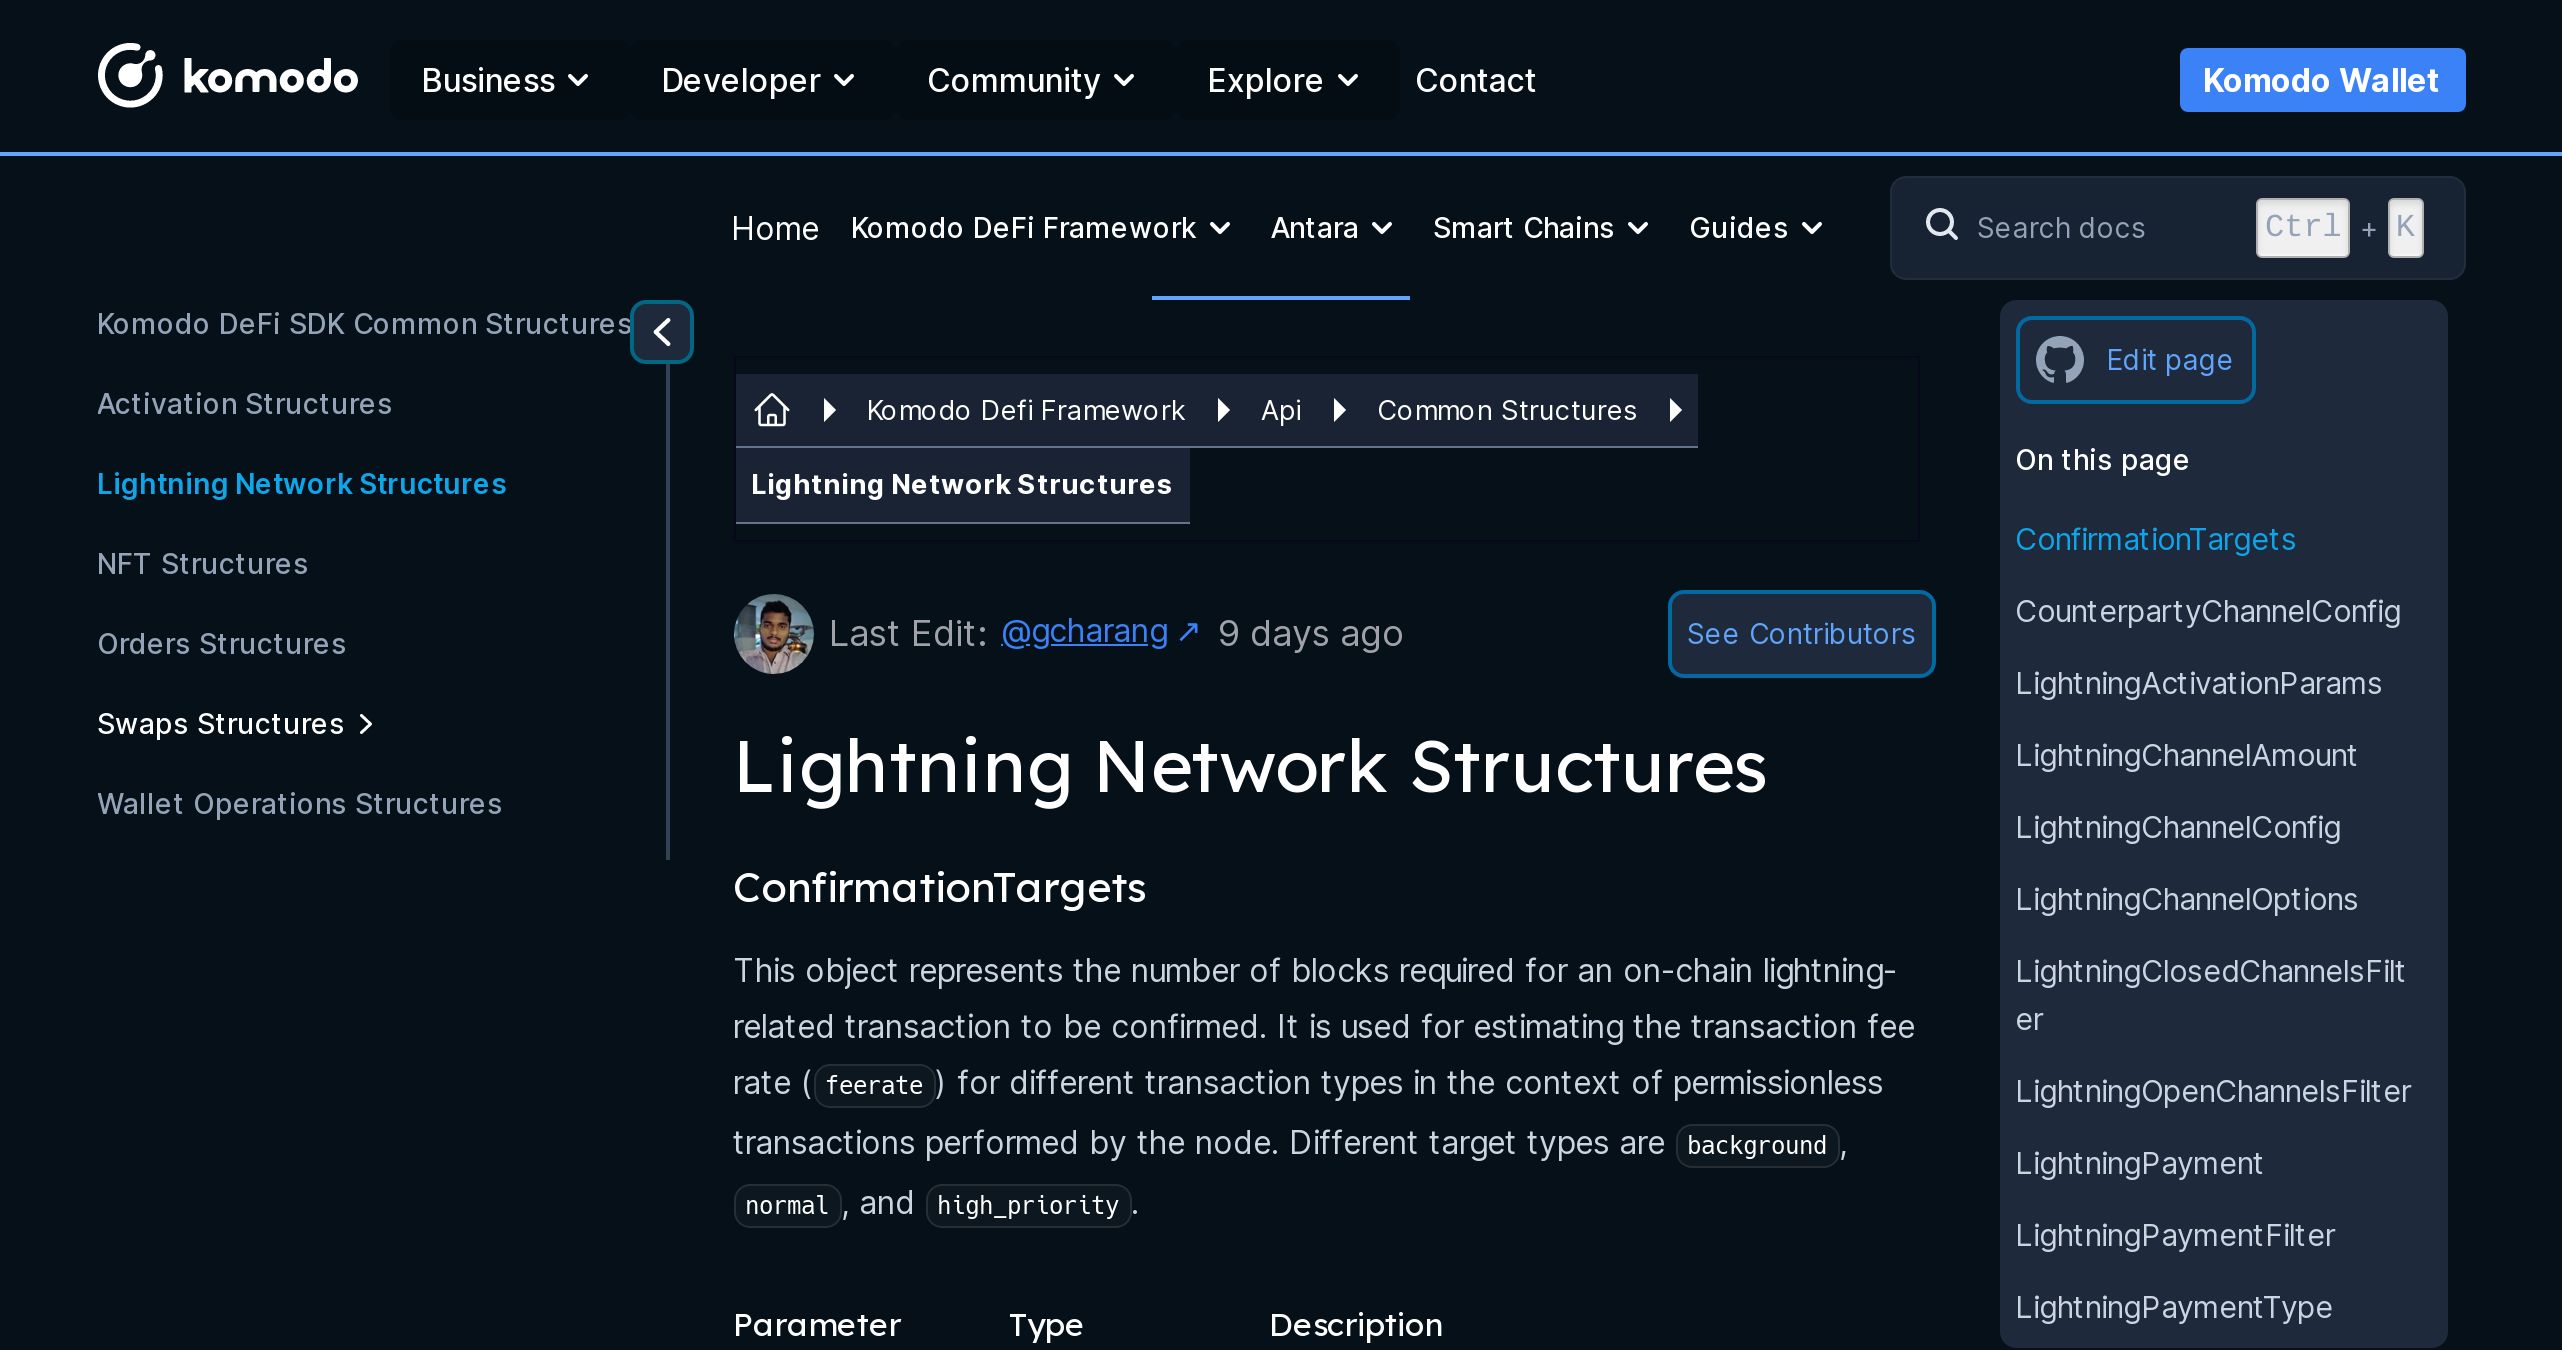 komodo Business Developer Community Explore Contact Komodo Wallet
Home Komodo DeFi Framework Antara Smart Chains Guides Search docs Ctrl + K
Komodo DeFi SDK Common Structures
Activation Structures
Lightning Network Structures
NFT Structures
Orders Structures
Swaps Structures
Wallet Operations Structures
Komodo Defi Framework Api Common Structures
Lightning Network Structures
Last Edit: @gcharang ↗ 9 days ago See Contributors
Lightning Network Structures
ConfirmationTargets
This object represents the number of blocks required for an on-chain lightning-
related transaction to be confirmed. It is used for estimating the transaction fee
rate (feerate) for different transaction types in the context of permissionless
transactions performed by the node. Different target types are background,
normal, and high_priority.
Parameter Type Description
Edit page
On this page
ConfirmationTargets
CounterpartyChannelConfig
LightningActivationParams
LightningChannelAmount
LightningChannelConfig
LightningChannelOptions
LightningClosedChannelsFilt
er
LightningOpenChannelsFilter
LightningPayment
LightningPaymentFilter
LightningPaymentType